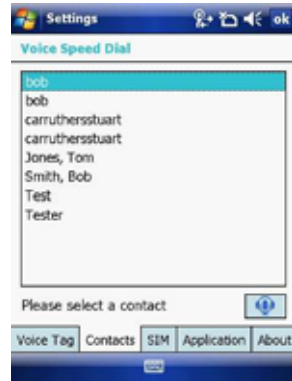 Settings
ok
Voice Speed Dial
bob
bob
carruthersstuart
carruthersstuart
Jones, Tom
Smith, Bob
Test
Tester
Please select a contact
Voice Tag Contacts SIM Application About